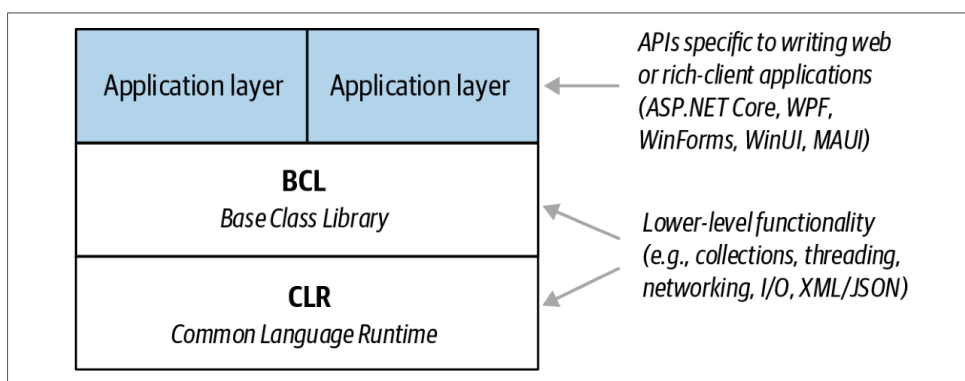 Application layer
Application layer
APIs specific to writing web
or rich-client applications
(ASP.NET Core, WPF,
WinForms, WinUI, MAUI)
BCL
Base Class Library
Lower-level functionality
(e.g., collections, threading,
networking, I/O, XML/JSON)
CLR
Common Language Runtime